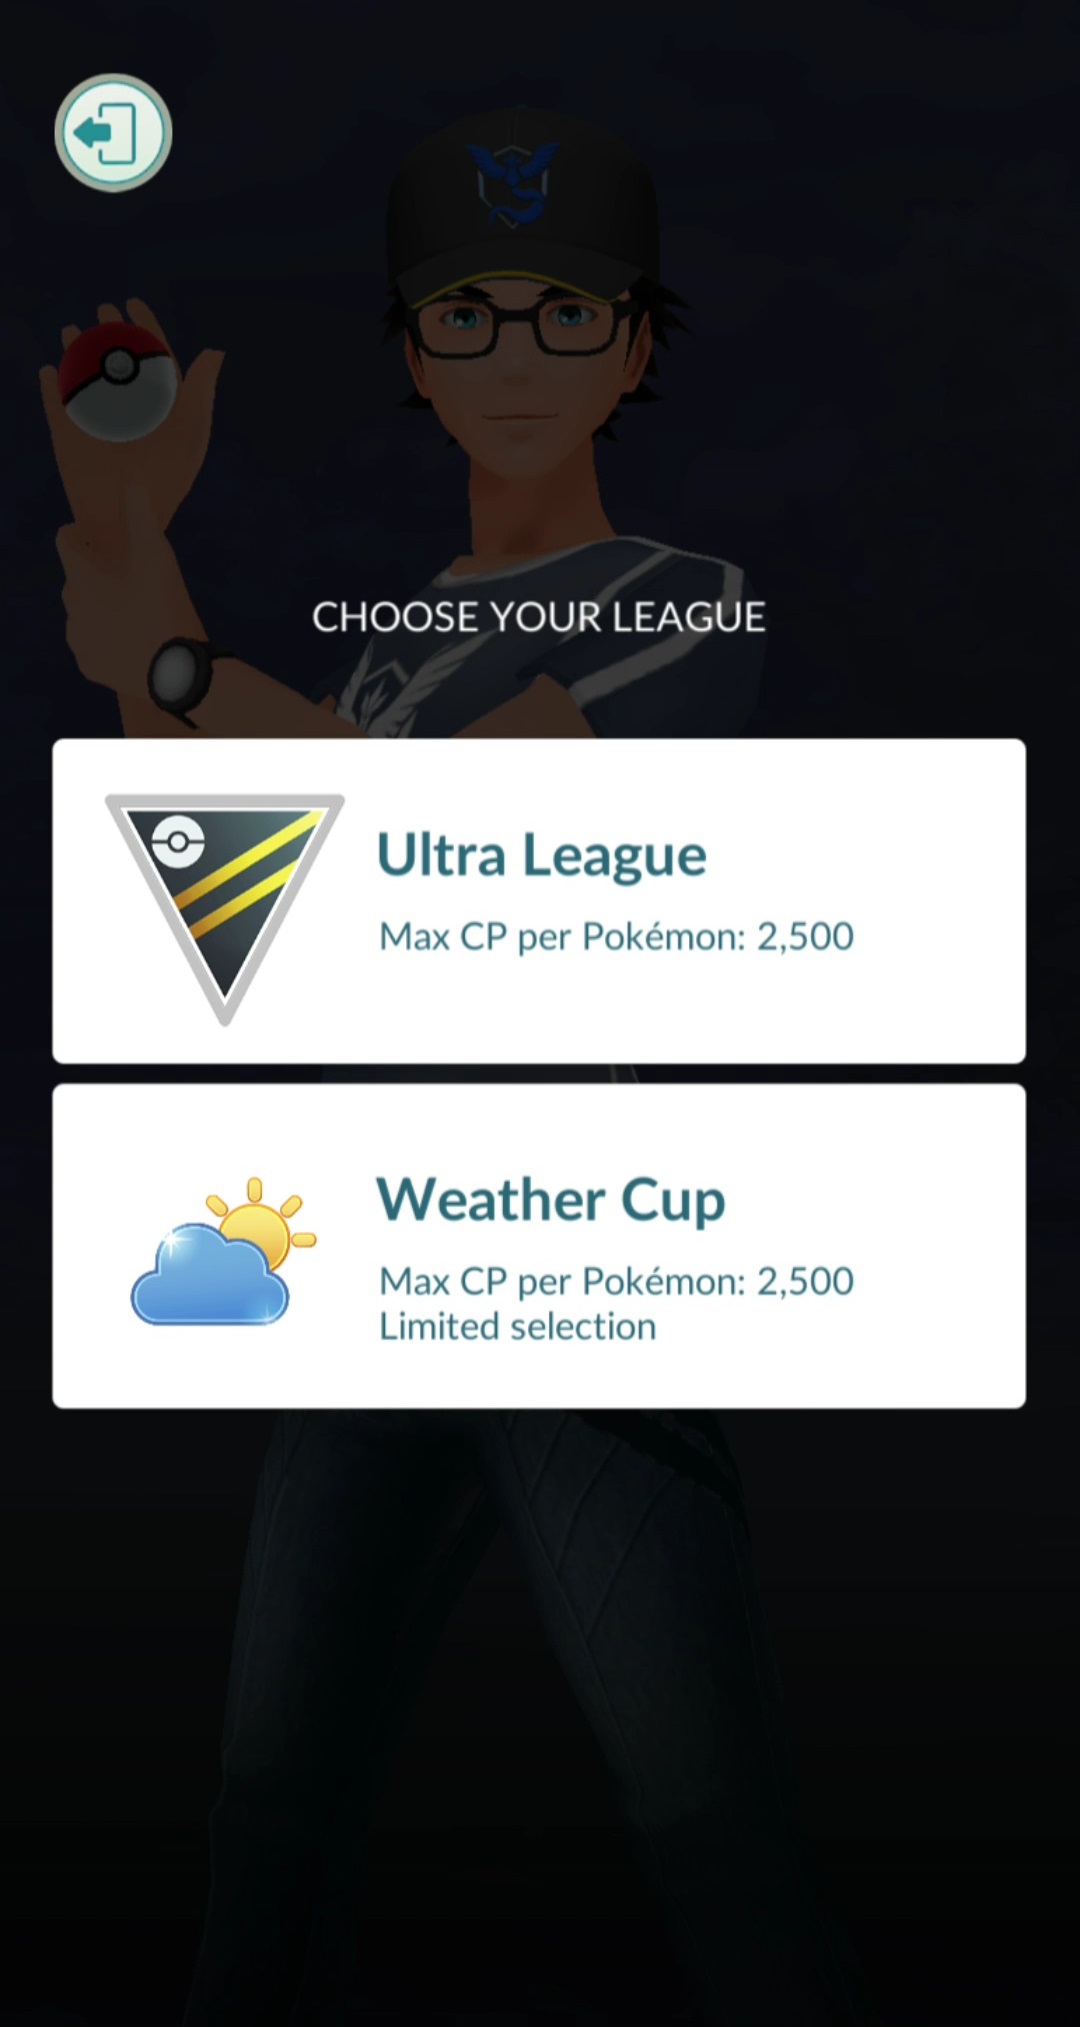 CHOOSE YOUR LEAGUE
Ultra League
Max CP per Pokémon: 2,500
Weather Cup
Max CP per Pokémon: 2,500
Limited selection